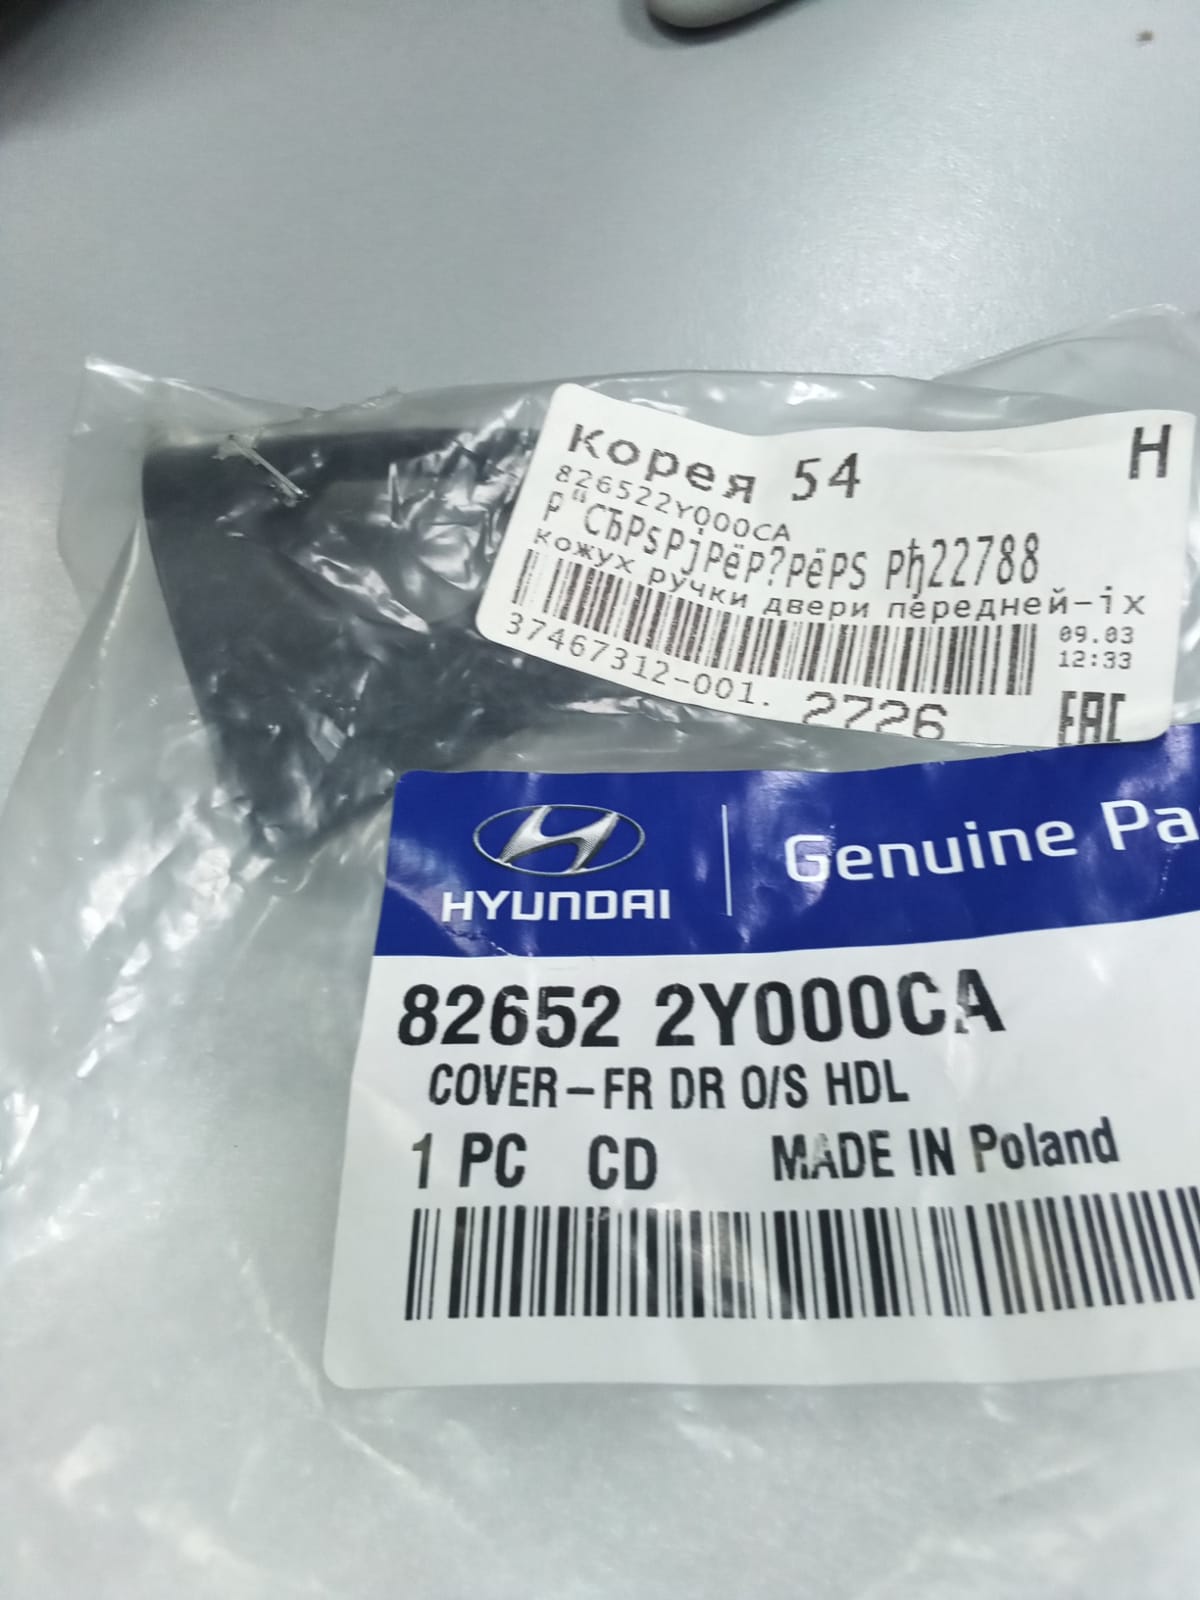 Корея 54 Н
826522Y000CA
Р“СЂРѕРјРёР?РёРЅ Рђ22788
кожух ручки двери передней-ix
09.03
12:33
37467312-001. 2726
EAC
HYUNDAI Genuine Pa
82652 2Y000CA
COVER-FR DR O/S HDL
1 PC CD MADE IN Poland